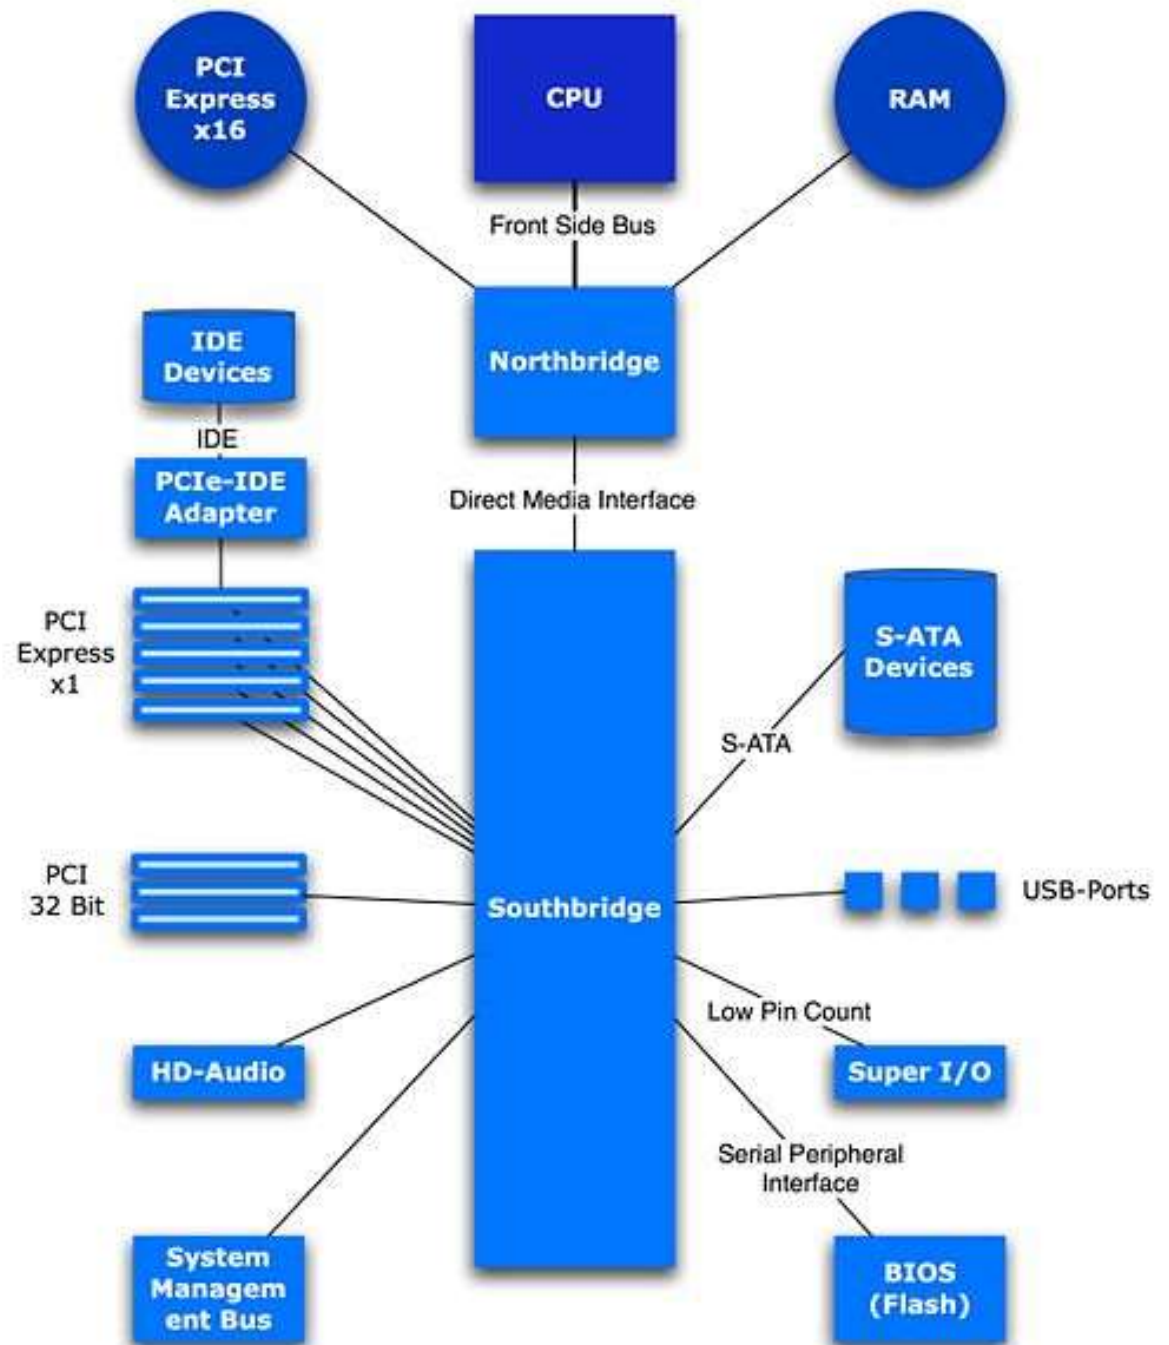 PCI
Express
x16
CPU
RAM
Front Side Bus
Northbridge
IDE
Devices
IDE
PCIe-IDE
Adapter
Direct Media Interface
PCI
Express
x1
S-ATA
Devices
S-ATA
PCI
32 Bit
Southbridge
USB-Ports
Low Pin Count
HD-Audio
Super I/O
Serial Peripheral
Interface
System
Managem
ent Bus
BIOS
(Flash)